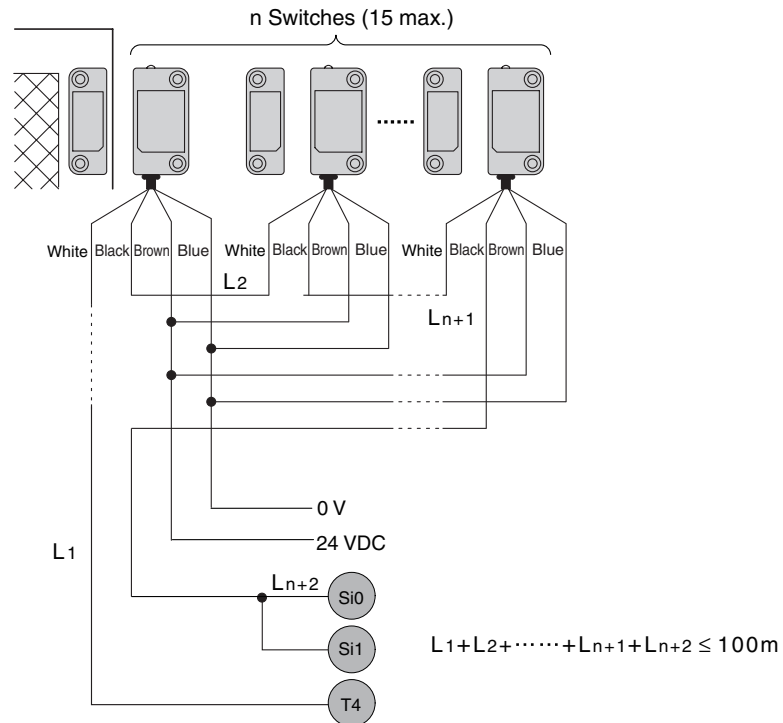 n Switches (15 max.)
White Black Brown Blue White Black Brown Blue White Black Brown Blue
L2
Ln+1
0 V
L1
24 VDC
Ln+2
Si0
Si1
L1+L2+······+Ln+1+Ln+2 ≤ 100m
T4